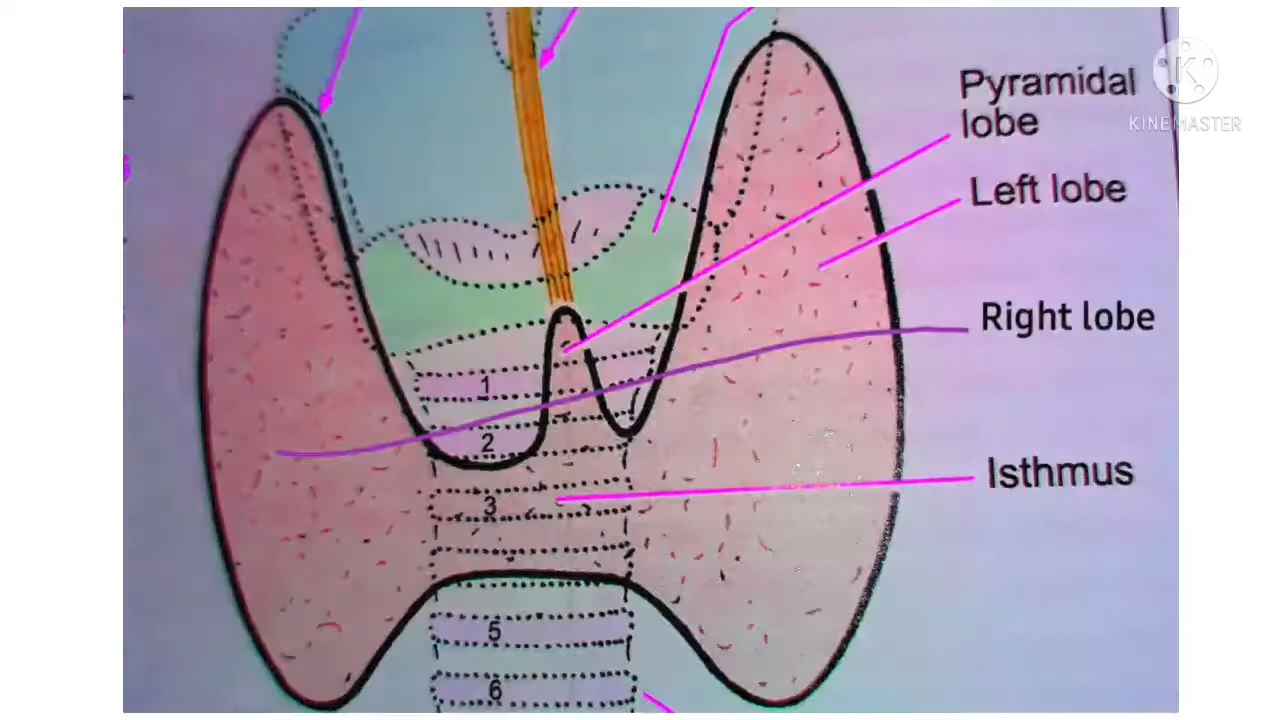 Pyramidal
lobe
Left lobe
Right lobe
Isthmus
1
2
3
5
6
K
KINEMASTER